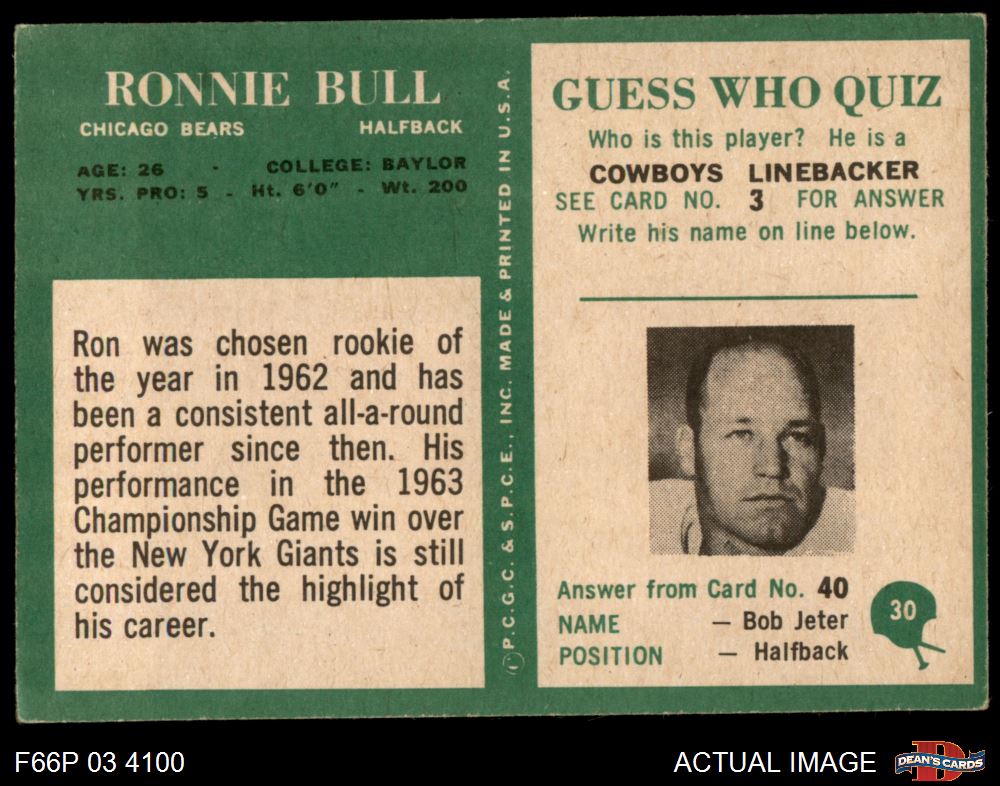 RONNIE BULL
CHICAGO BEARS HALFBACK
AGE: 26 - COLLEGE: BAYLOR
YRS. PRO: 5 - Ht. 6'0" - Wt. 200
Ron was chosen rookie of
the year in 1962 and has
been a consistent all-a-round
performer since then. His
performance in the 1963
Championship Game win over
the New York Giants is still
considered the highlight of
his career.
©P.C.G.C. & S.P.C.E., INC. MADE & PRINTED IN U.S.A.
GUESS WHO QUIZ
Who is this player? He is a
COWBOYS LINEBACKER
SEE CARD NO. 3 FOR ANSWER
Write his name on line below.
Answer from Card No. 40
NAME — Bob Jeter
POSITION — Halfback
30
F66P 03 4100
ACTUAL IMAGE
D
DEAN'S CARDS